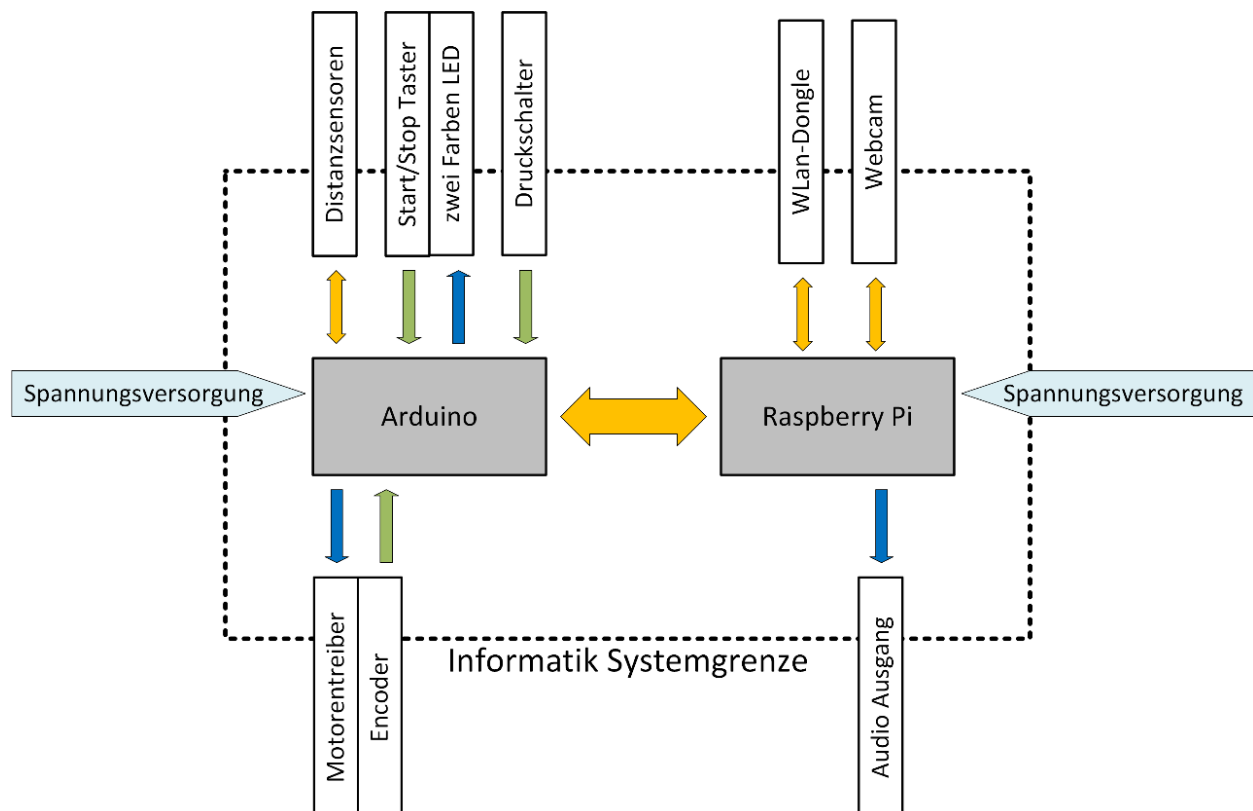 Distanzsensoren
Start/Stop Taster
zwei Farben LED
Druckschalter
WLan-Dongle
Webcam
Spannungsversorgung
Arduino
Raspberry Pi
Spannungsversorgung
Motorentreiber
Encoder
Informatik Systemgrenze
Audio Ausgang